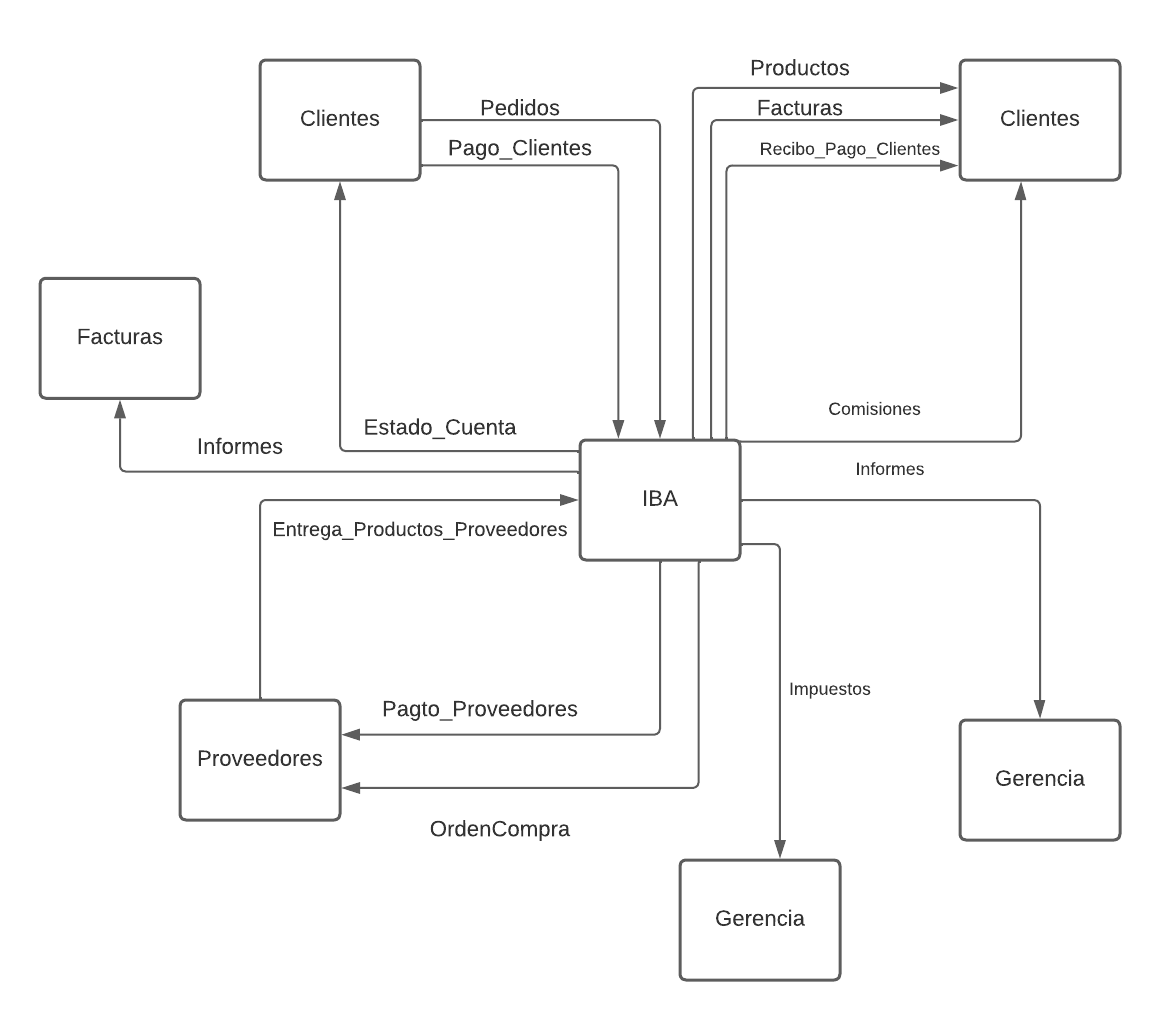 Productos
Clientes
Pedidos
Facturas
Clientes
Pago_Clientes
Recibo_Pago_Clientes
Facturas
Comisiones
Estado_Cuenta
Informes
Informes
IBA
Entrega_Productos_Proveedores
Impuestos
Pagto_Proveedores
Proveedores
Gerencia
OrdenCompra
Gerencia